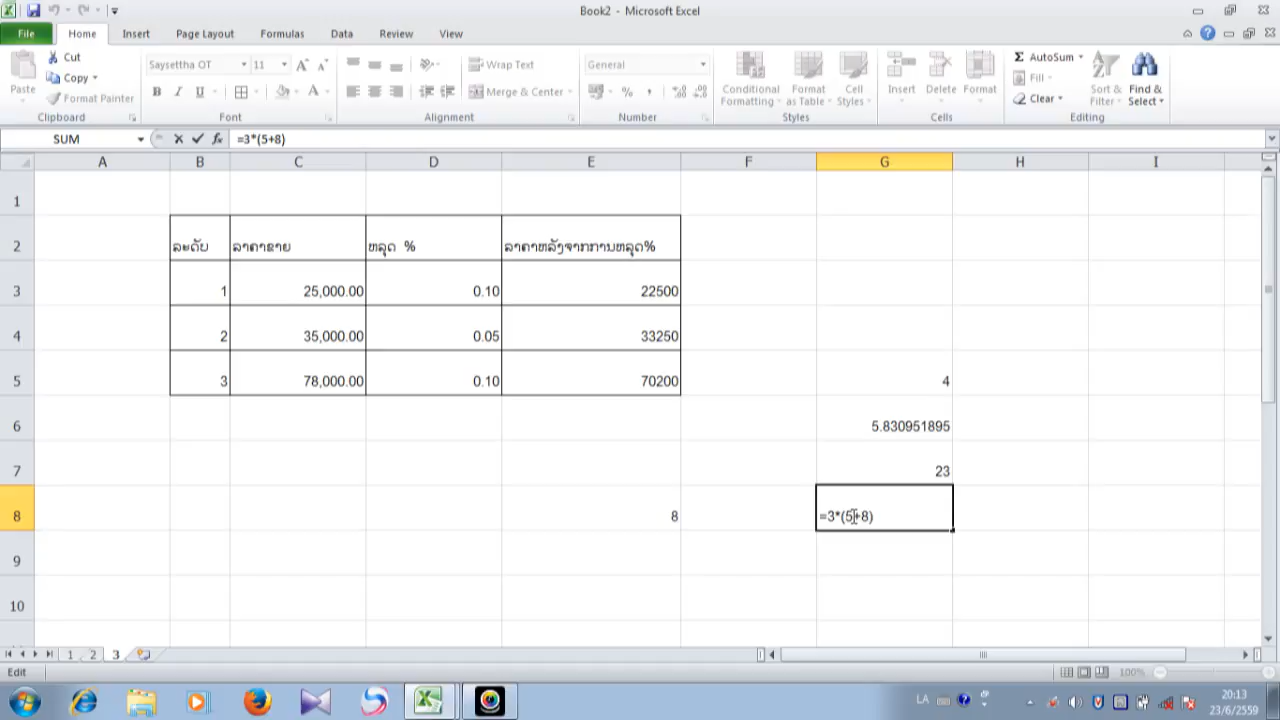 Book2 - Microsoft Excel
File Home Insert Page Layout Formulas Data Review View
Paste Cut Copy Format Painter Clipboard
Saysettha OT 11 Font
Wrap Text Merge & Center Alignment
General Number
Conditional Formatting Format as Table Cell Styles Styles
Insert Delete Format Cells
AutoSum Fill Clear Sort & Filter Find & Select Editing
SUM =3*(5+8)
A B C D E F G H I
1
2 ລະດັບ ລາຄາຂາຍ ຫລຸດ % ລາຄາຫລັງຈາກການຫລຸດ%
3 1 25,000.00 0.10 22500
4 2 35,000.00 0.05 33250
5 3 78,000.00 0.10 70200 4
6 5.830951895
7 23
8 8 =3*(5+8)
9
10
1 2 3
Edit 100%
LA 20:13
23/6/2559